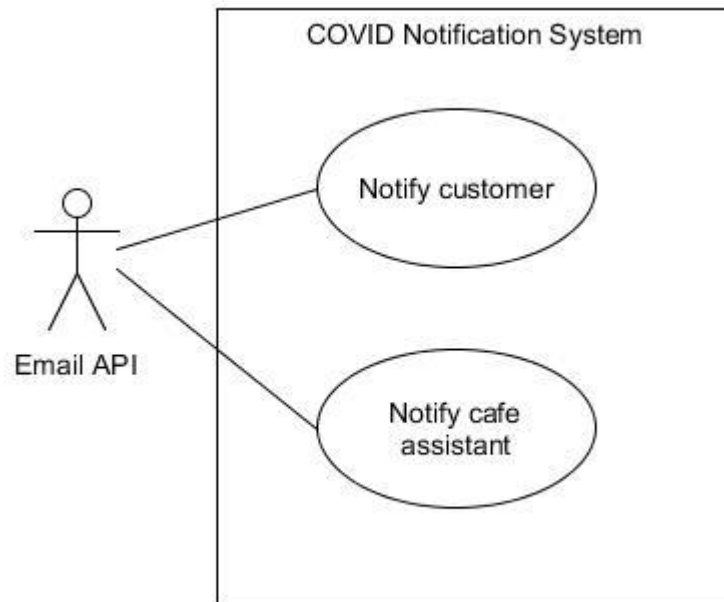 COVID Notification System
Notify customer
Email API
Notify cafe
assistant